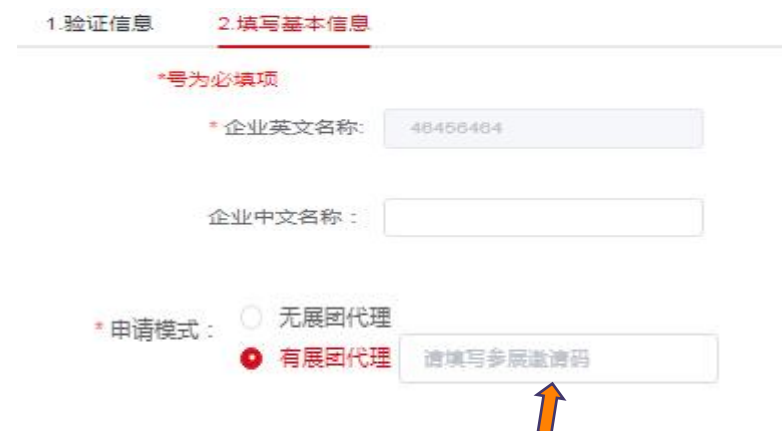 1.验证信息 2.填写基本信息
*号为必填项
* 企业英文名称: 46456464
企业中文名称：
无展团代理
* 申请模式：
有展团代理 请填写参展邀请码